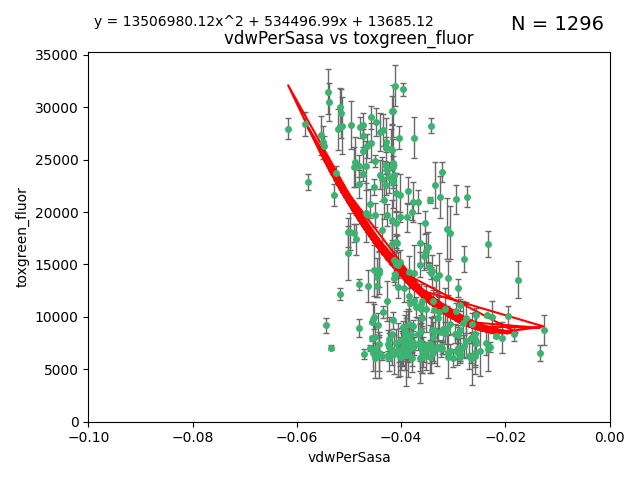 y = 13506980.12x^2 + 534496.99x + 13685.12
N = 1296
vdwPerSasa vs toxgreen_fluor
35000
30000
25000
20000
15000
10000
5000
0
toxgreen_fluor
−0.10
−0.08
−0.06
−0.04
−0.02
0.00
vdwPerSasa